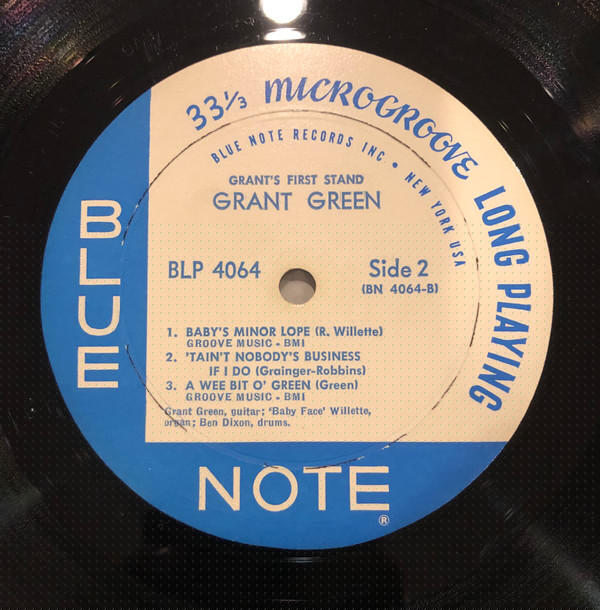 33⅓ MICROGROOVE LONG PLAYING
BLUE NOTE RECORDS INC • NEW YORK USA
GRANT'S FIRST STAND
GRANT GREEN
BLP 4064
Side 2
(BN 4064-B)
1. BABY'S MINOR LOPE (R. Willette)
GROOVE MUSIC - BMI
2. 'TAIN'T NOBODY'S BUSINESS
IF I DO (Grainger-Robbins)
3. A WEE BIT O' GREEN (Green)
GROOVE MUSIC - BMI
Grant Green, guitar; 'Baby Face' Willette,
organ; Ben Dixon, drums.
BLUE
NOTE
®